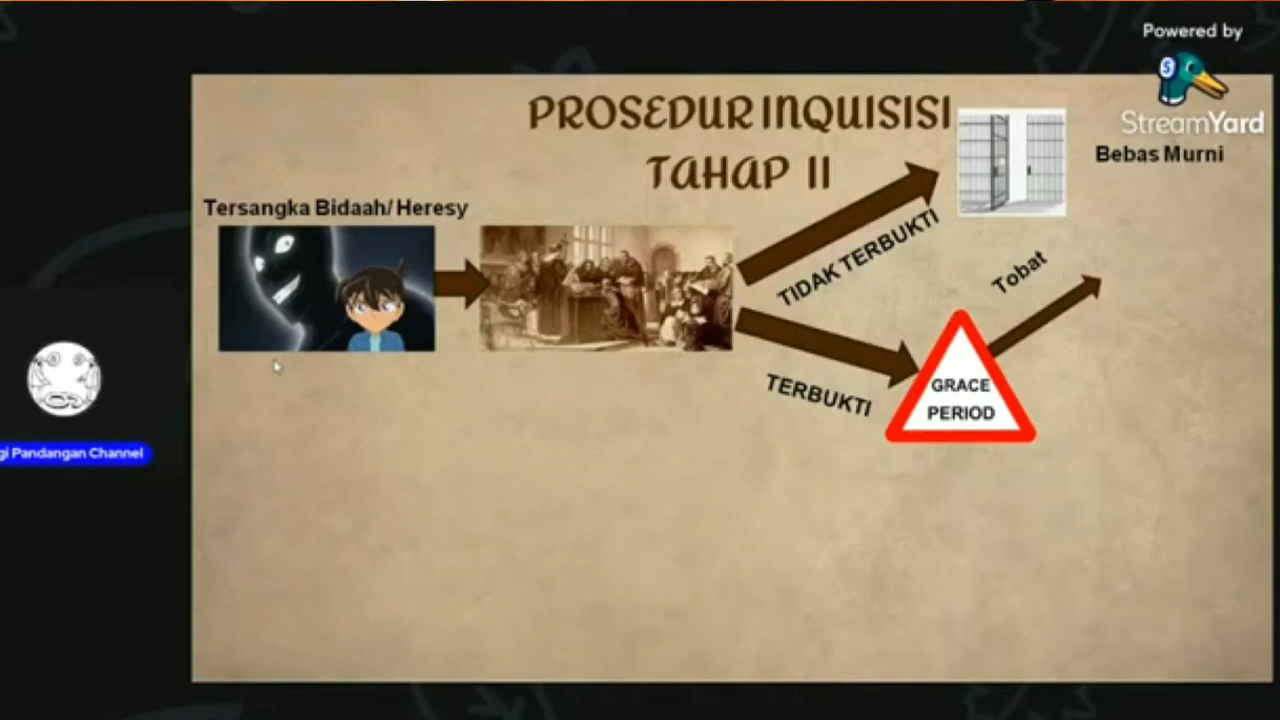 Powered by
StreamYard
PROSEDUR INQUISISI
TAHAP II
Bebas Murni
Tersangka Bidaah/ Heresy
TIDAK TERBUKTI
Tobat
GRACE
PERIOD
TERBUKTI
gi Pandangan Channel